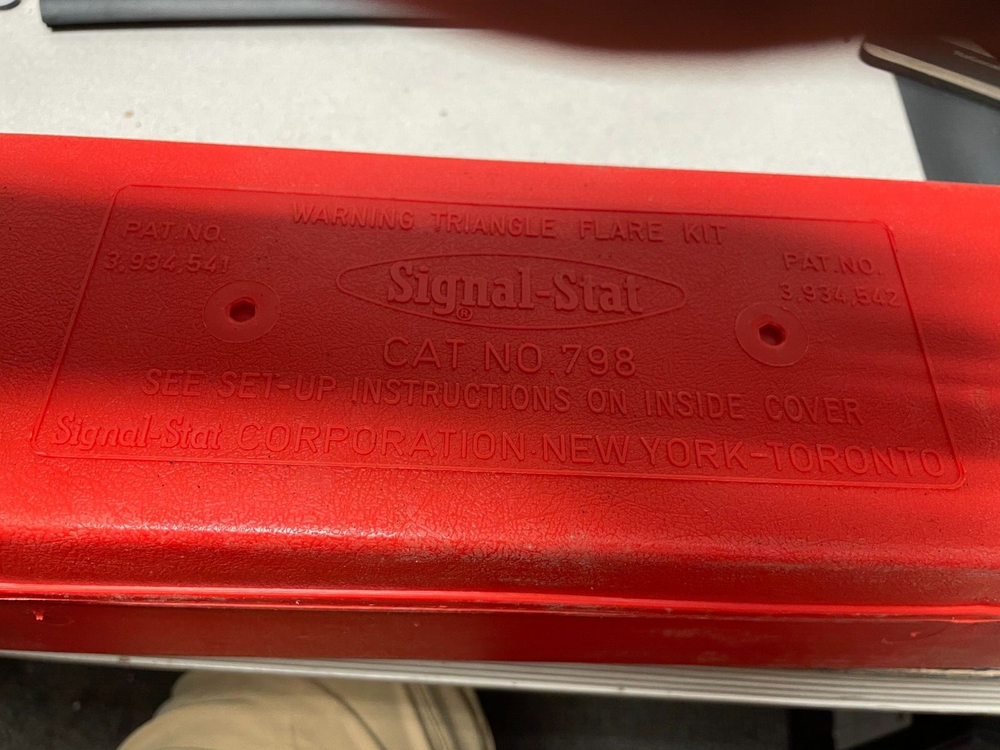 WARNING TRIANGLE FLARE KIT
PAT. NO.
3,934,541
PAT. NO.
3,934,542
Signal-Stat
®
CAT. NO. 798
SEE SET-UP INSTRUCTIONS ON INSIDE COVER
Signal-Stat CORPORATION·NEW YORK-TORONTO